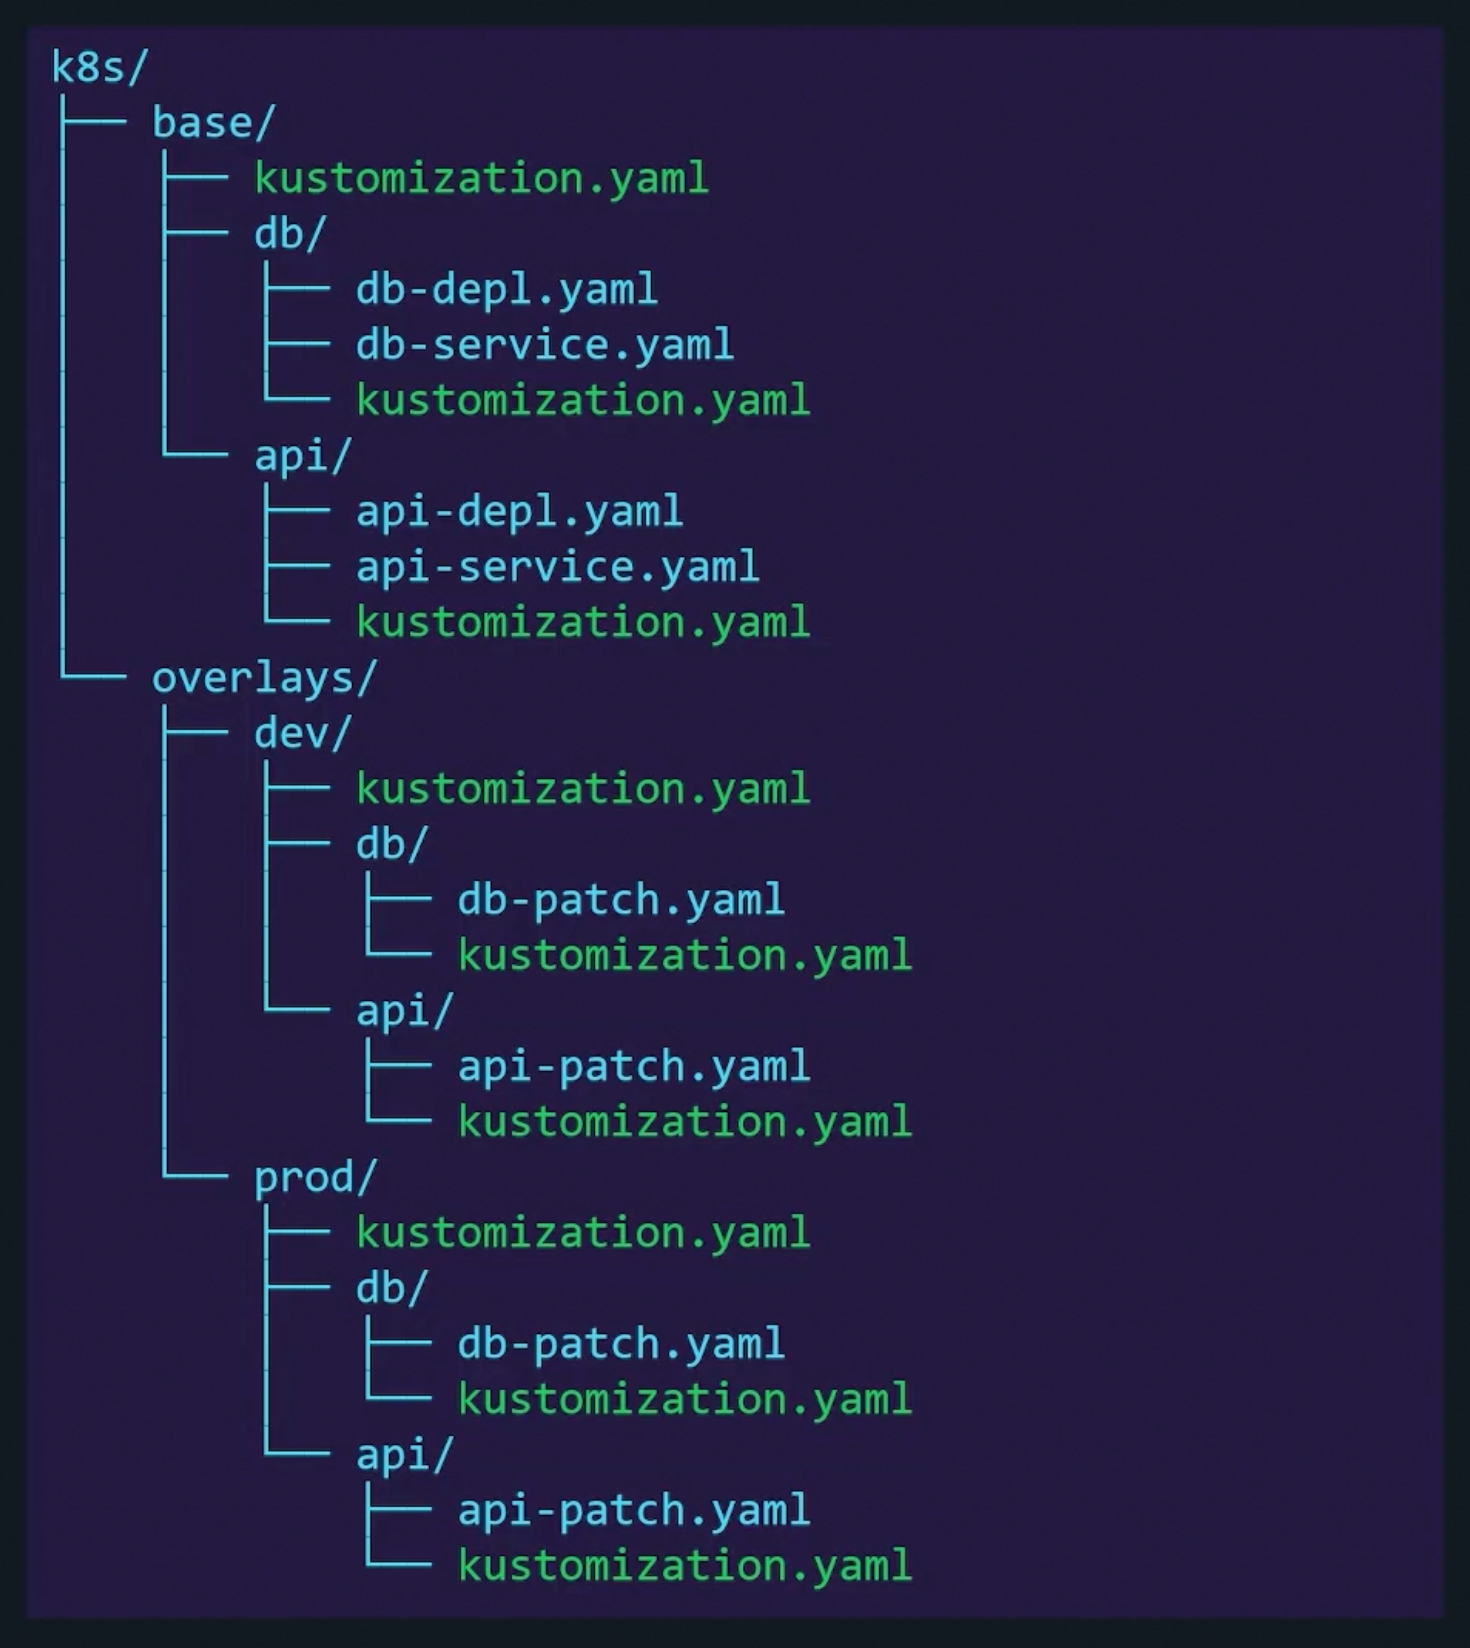 k8s/
├── base/
│   ├── kustomization.yaml
│   ├── db/
│   │   ├── db-depl.yaml
│   │   ├── db-service.yaml
│   │   └── kustomization.yaml
│   └── api/
│       ├── api-depl.yaml
│       ├── api-service.yaml
│       └── kustomization.yaml
└── overlays/
    ├── dev/
    │   ├── kustomization.yaml
    │   ├── db/
    │   │   ├── db-patch.yaml
    │   │   └── kustomization.yaml
    │   └── api/
    │       ├── api-patch.yaml
    │       └── kustomization.yaml
    └── prod/
        ├── kustomization.yaml
        ├── db/
        │   ├── db-patch.yaml
        │   └── kustomization.yaml
        └── api/
            ├── api-patch.yaml
            └── kustomization.yaml